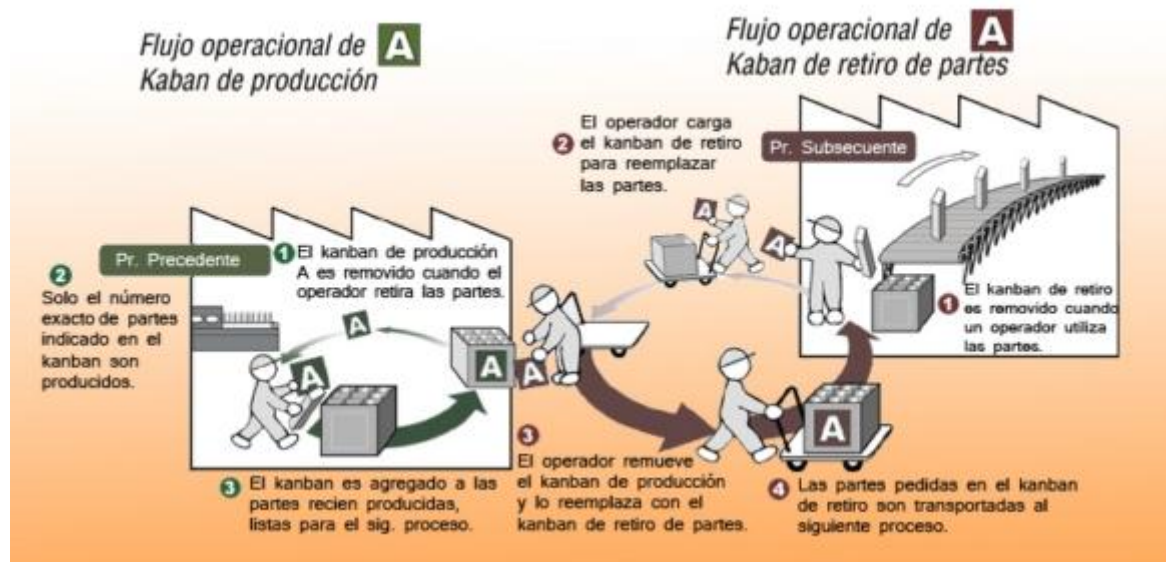 Flujo operacional de A
Kaban de producción
Flujo operacional de A
Kaban de retiro de partes
2 El operador carga
el kanban de retiro
para reemplazar
las partes.
Pr. Subsecuente
A
A
1 El kanban de retiro
es removido cuando
un operador utiliza
las partes.
Pr. Precedente
1 El kanban de producción
A es removido cuando el
operador retira las partes.
2
Solo el número
exacto de partes
indicado en el
kanban son
producidos.
A
A
A
A
A
3 El kanban es agregado a las
partes recien producidas,
listas para el sig. proceso.
3
El operador remueve
el kanban de producción
y lo reemplaza con el
kanban de retiro de partes.
4 Las partes pedidas en el kanban
de retiro son transportadas al
siguiente proceso.